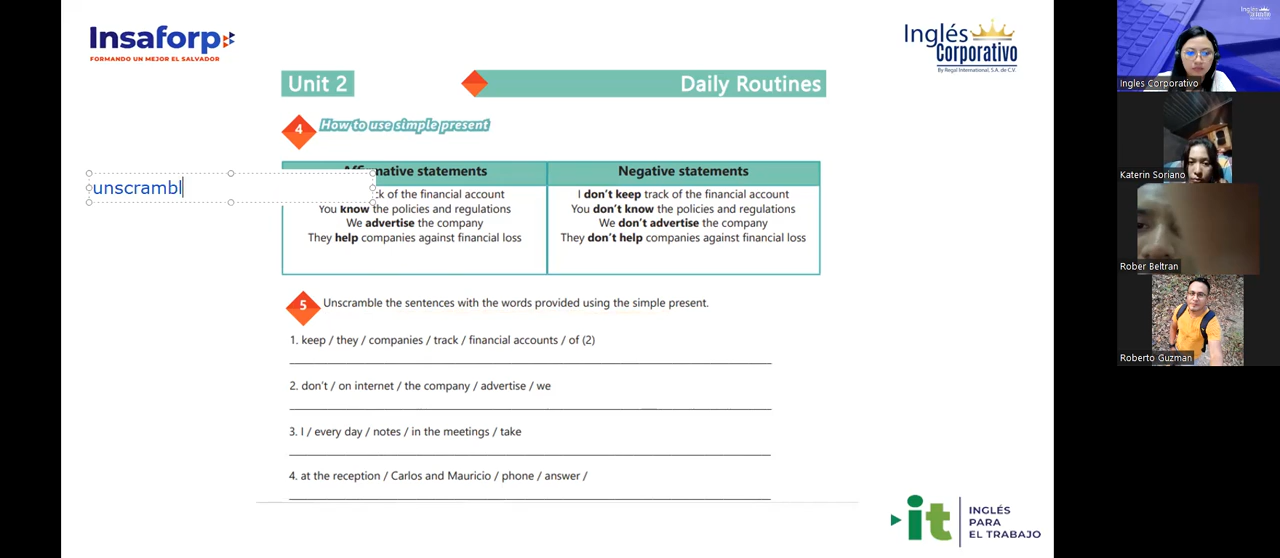 Insaforp
FORMANDO UN MEJOR EL SALVADOR
Inglés
Corporativo
By Regal International, S.A. de C.V.
Unit 2
Daily Routines
4
How to use simple present
unscrambl
native statements
Negative statements
ck of the financial account
I don't keep track of the financial account
You know the policies and regulations
You don't know the policies and regulations
We advertise the company
We don't advertise the company
They help companies against financial loss
They don't help companies against financial loss
5
Unscramble the sentences with the words provided using the simple present.
1. keep / they / companies / track / financial accounts / of (2)
2. don't / on internet / the company / advertise / we
3. I / every day / notes / in the meetings / take
4. at the reception / Carlos and Mauricio / phone / answer /
it
INGLÉS
PARA
EL TRABAJO
Ingles Corporativo
Katerin Soriano
Rober Beltran
Roberto Guzman